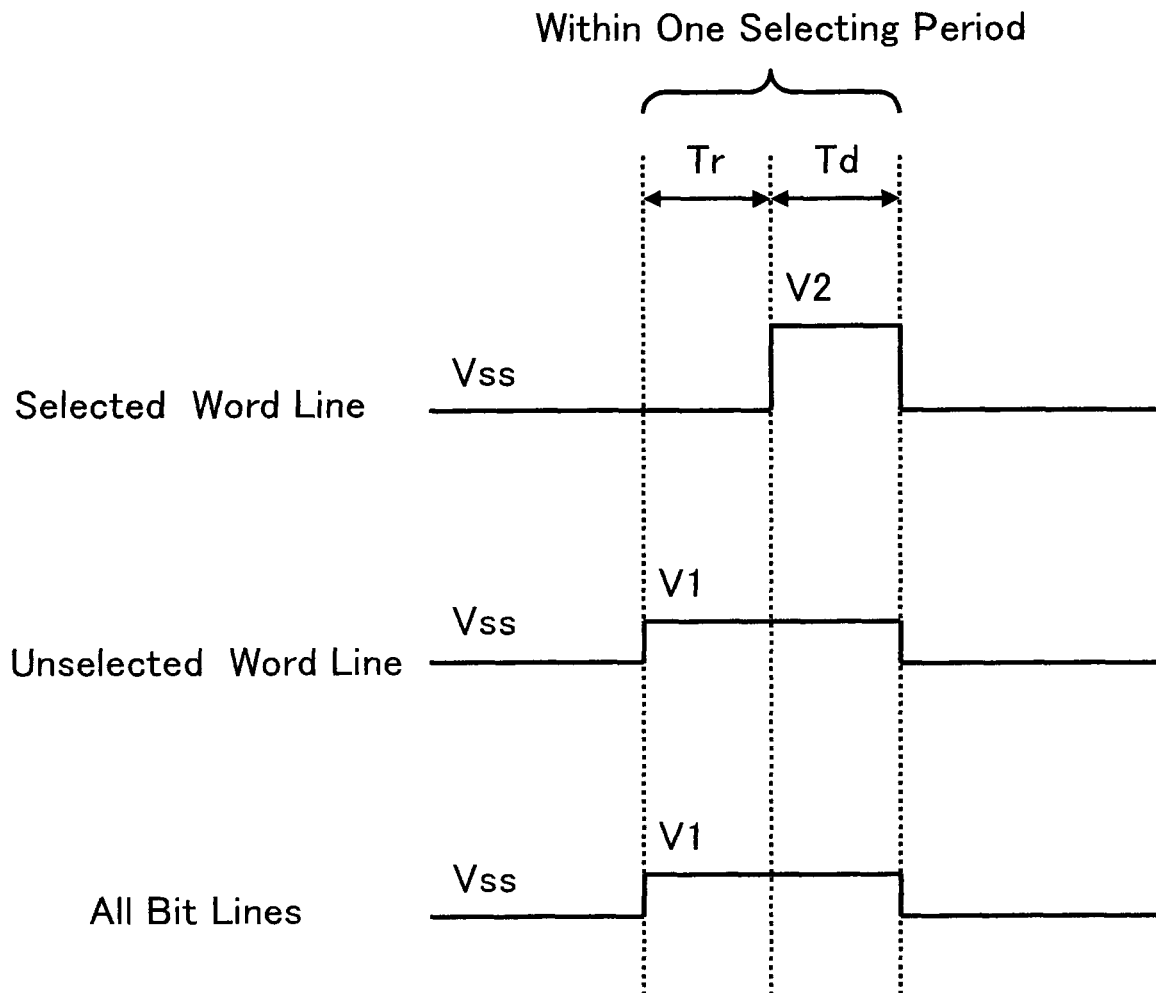 Within One Selecting Period
Tr
Td
V2
Vss
Selected Word Line
V1
Vss
Unselected Word Line
V1
Vss
All Bit Lines